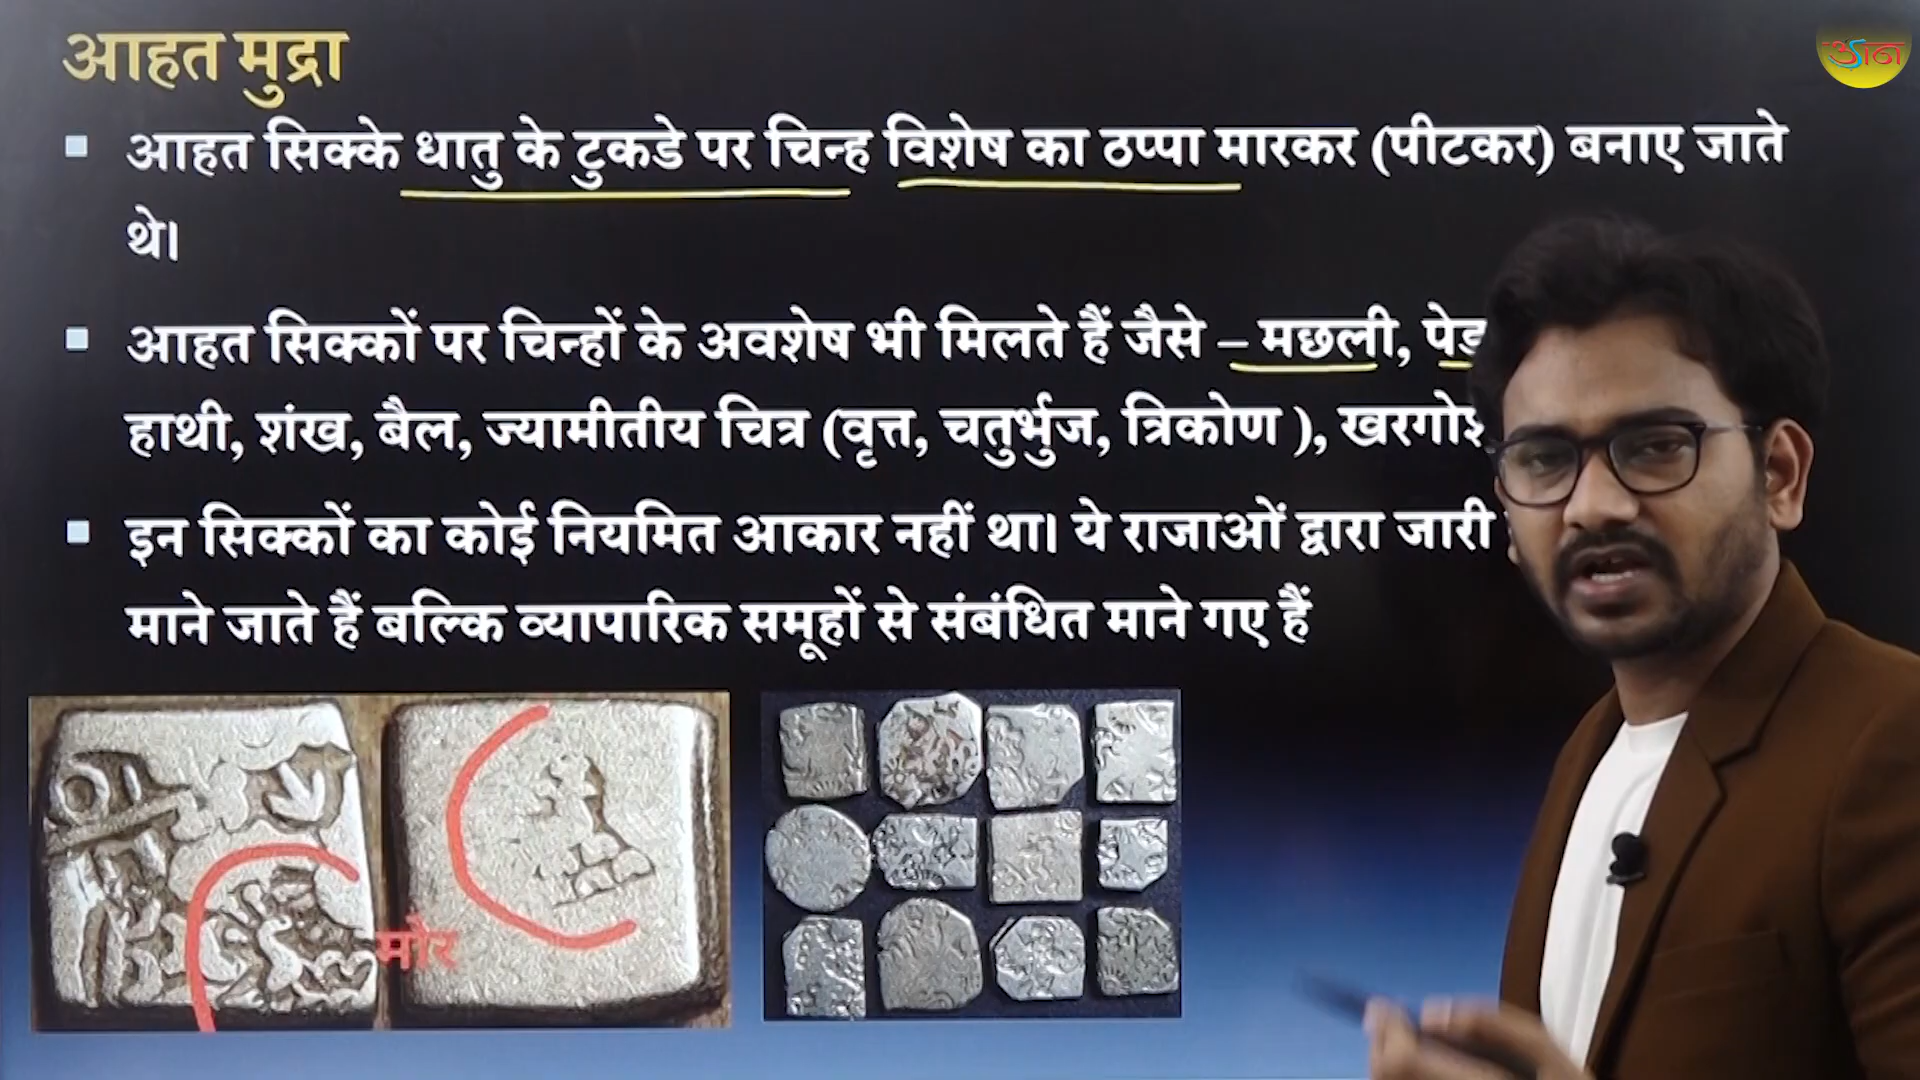 आहत मुद्रा
आहत सिक्के धातु के टुकडे पर चिन्ह विशेष का ठप्पा मारकर (पीटकर) बनाए जाते
थे।
आहत सिक्कों पर चिन्हों के अवशेष भी मिलते हैं जैसे – मछली,
हाथी, शंख, बैल, ज्यामीतीय चित्र (वृत्त, चतुर्भुज, त्रिकोण ),
इन सिक्कों का कोई नियमित आकार नहीं था। ये राजाओं द्वारा जारी
माने जाते हैं बल्कि व्यापारिक समूहों से संबंधित माने गए हैं
मोर